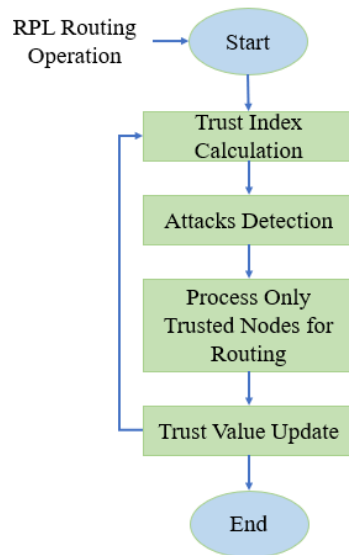 RPL Routing
Operation
Start
Trust Index
Calculation
Attacks Detection
Process Only
Trusted Nodes for
Routing
Trust Value Update
End